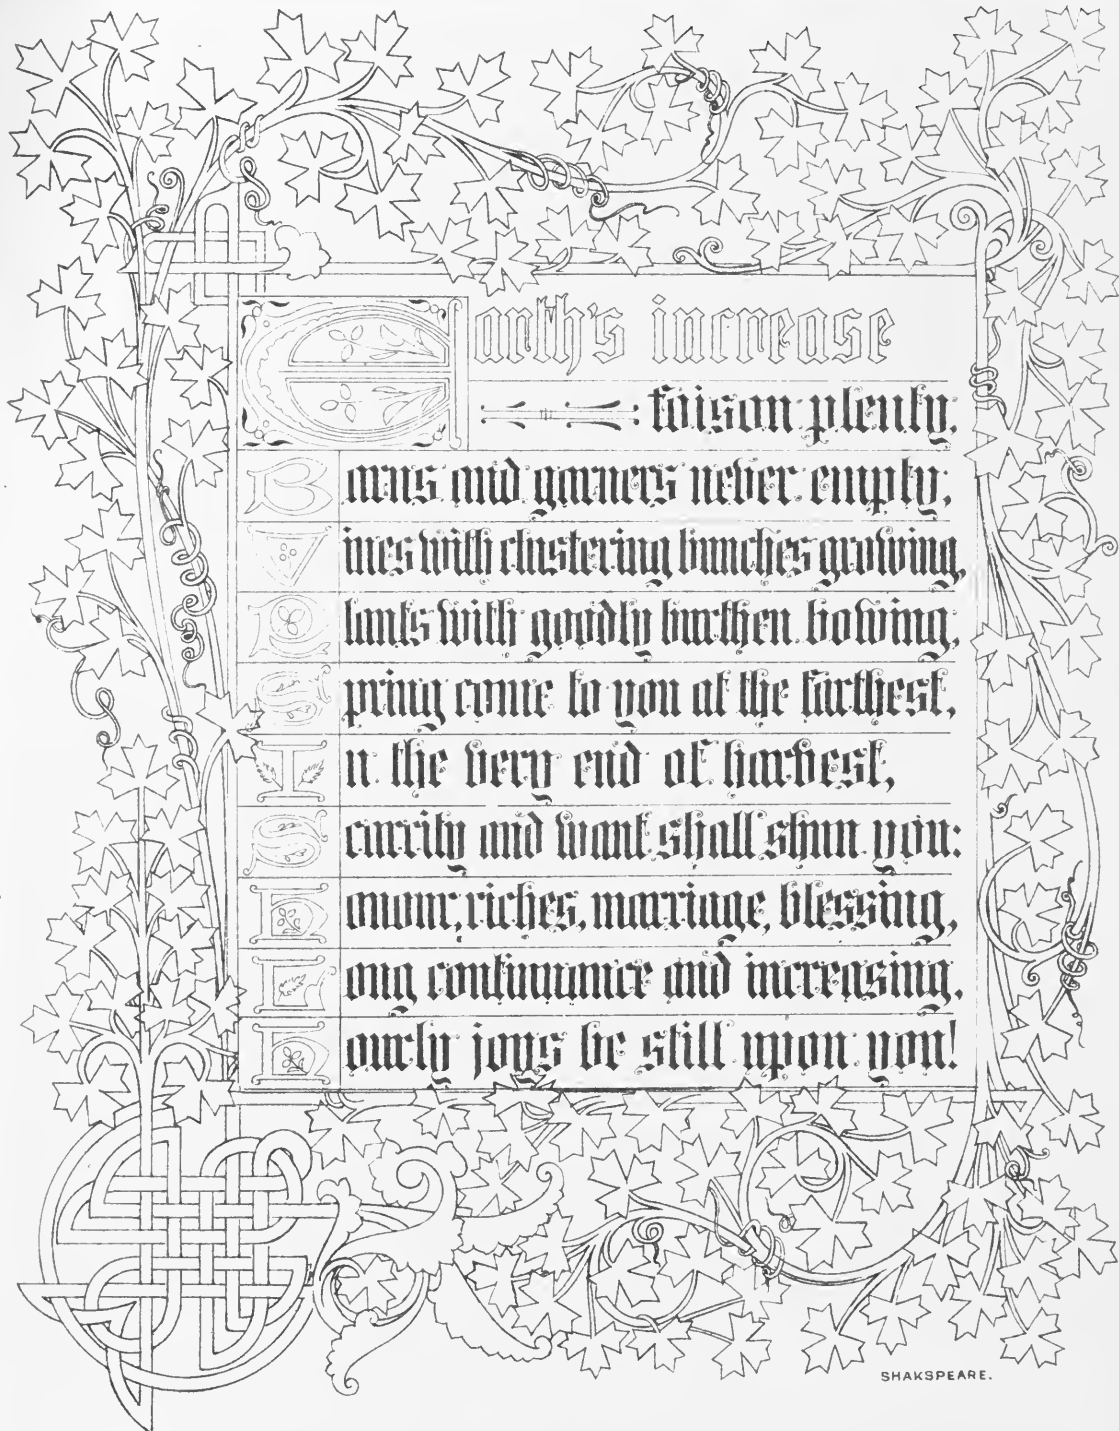 Earth's increase
foison plenty.
Barns and garners never empty;
Vines with clustering bunches growing,
Plants with goodly burthen bowing;
Spring come to you at the farthest,
In the very end of harvest,
Scarcity and want shall shun you:
Honour, riches, marriage, blessing,
Long continuance and increasing.
Hourly joys be still upon you!
SHAKSPEARE.